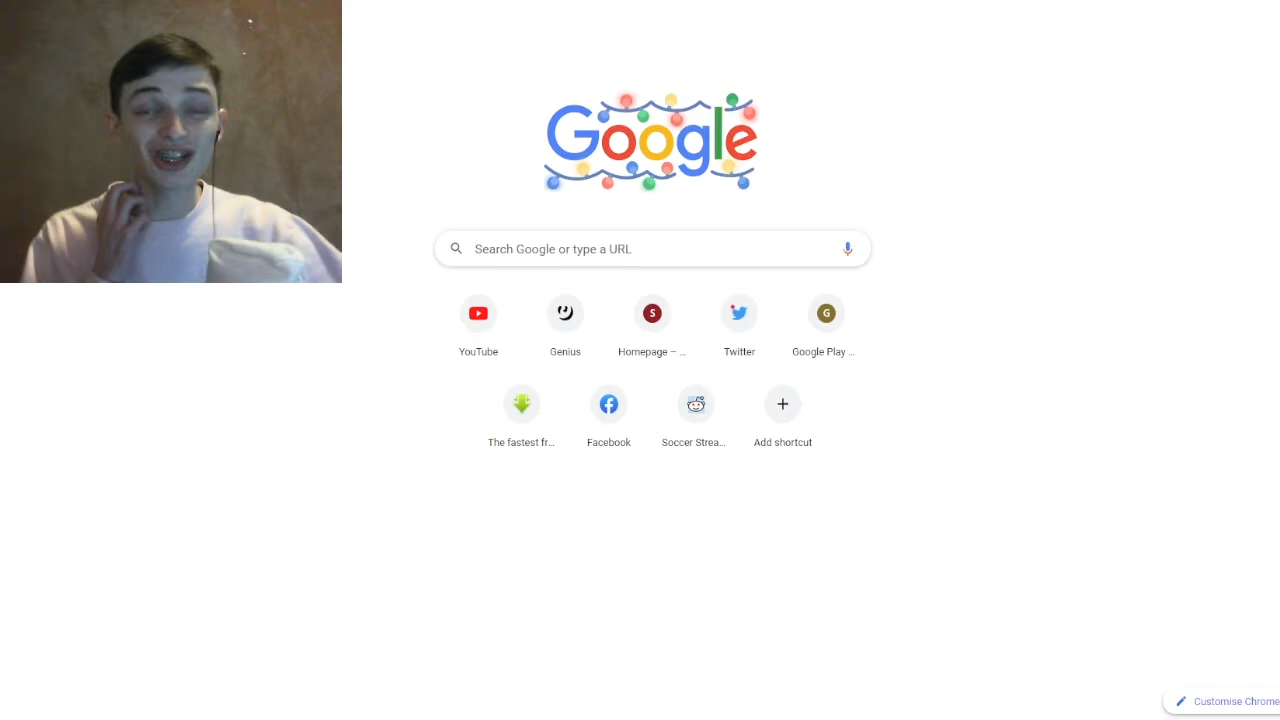 Google
Search Google or type a URL
S
G
YouTube
Genius
Homepage – ...
Twitter
Google Play ...
The fastest fr...
Facebook
Soccer Strea...
Add shortcut
Customise Chrome